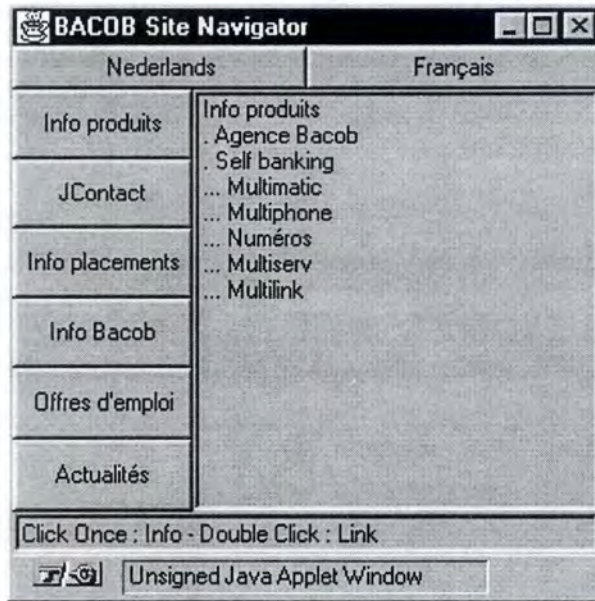 BACOB Site Navigator
Nederlands
Français
Info produits
JContact
Info placements
Info Bacob
Offres d'emploi
Actualités
Info produits
. Agence Bacob
. Self banking
... Multimatic
... Multiphone
... Numéros
... Multiserv
... Multilink
Click Once : Info - Double Click : Link
Unsigned Java Applet Window